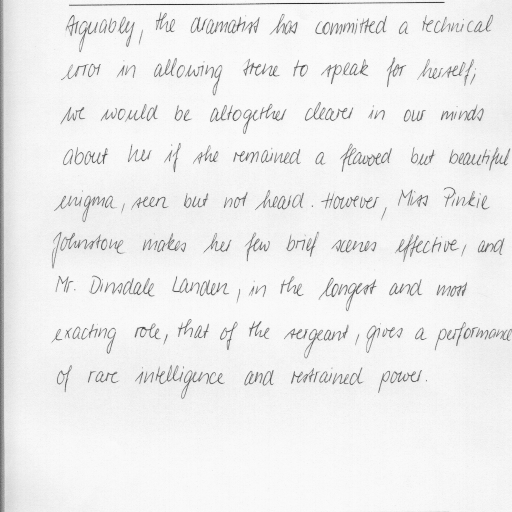 Arguably, the dramatist has committed a technical
error in allowing Irene to speak for herself;
we would be altogether clearer in our minds
about her if she remained a flawed but beautiful
enigma, seen but not heard. However, Miss Pinkie
Johnstone makes her few brief scenes effective, and
Mr. Dinsdale Landen, in the longest and most
exacting role, that of the sergeant, gives a performance
of rare intelligence and restrained power.